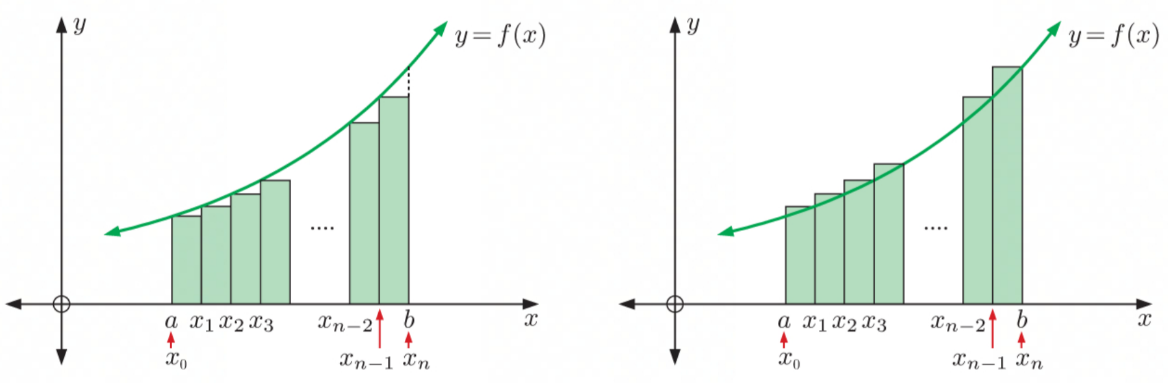 y
y = f(x)
....
a x₁ x₂ x₃ xₙ₋₂ b x
x₀ xₙ₋₁ xₙ
y
y = f(x)
....
a x₁ x₂ x₃ xₙ₋₂ b x
x₀ xₙ₋₁ xₙ